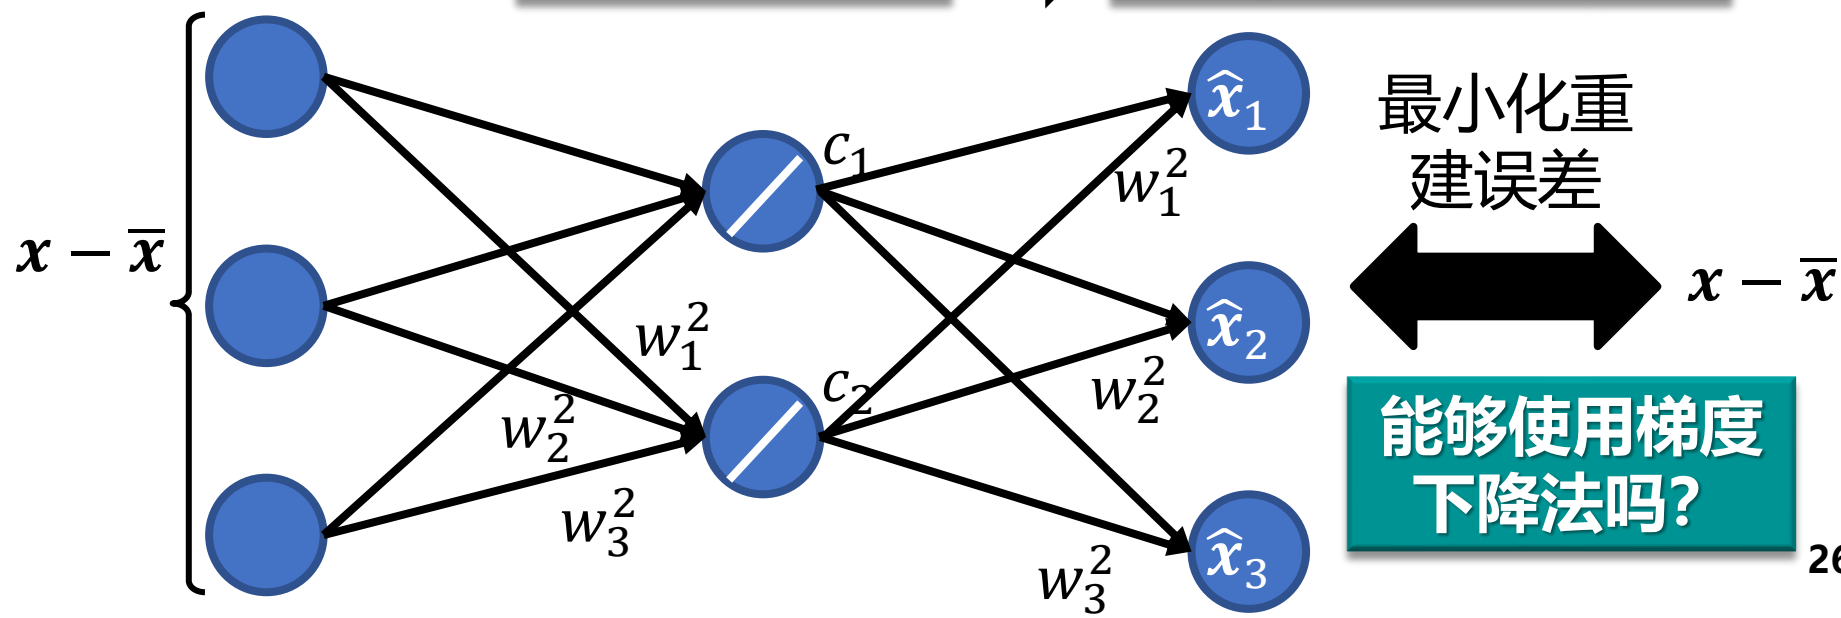 x − x̄
c₁
c₂
w₁²
w₂²
w₃²
x̂₁
x̂₂
x̂₃
w₁²
w₂²
w₃²
最小化重
建误差
x − x̄
能够使用梯度
下降法吗?
26